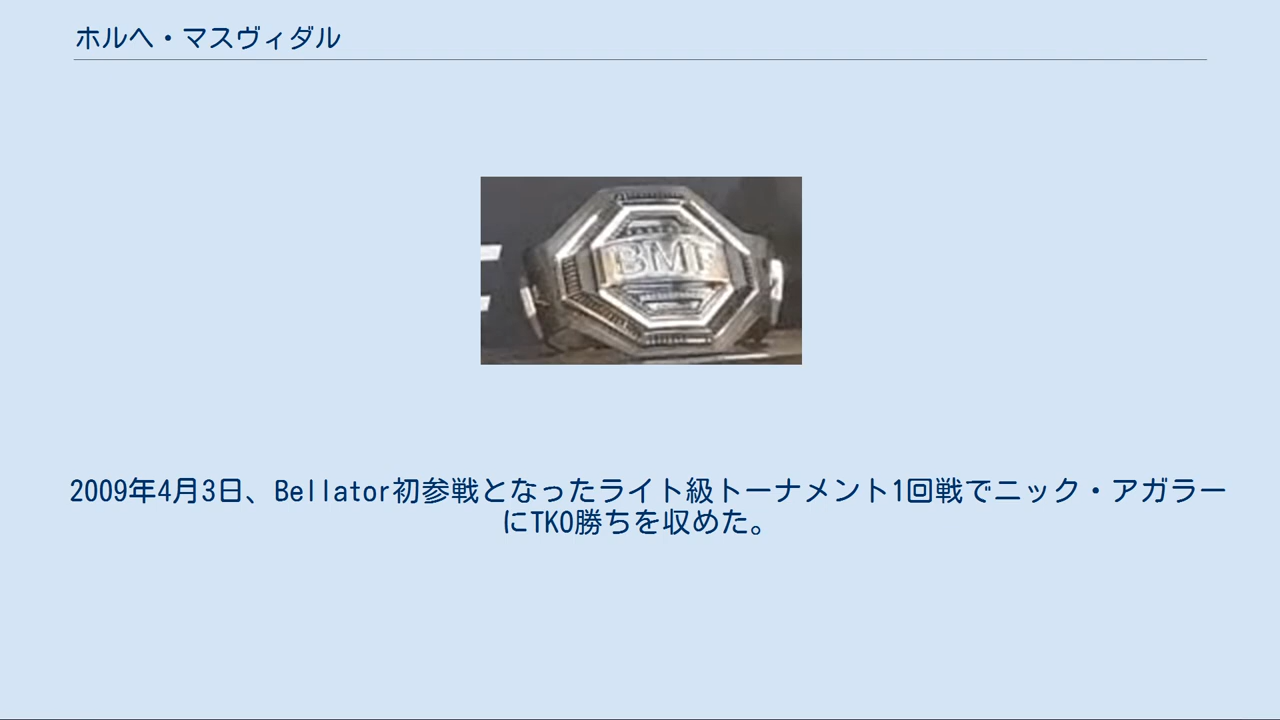 ホルヘ・マスヴィダル
BMF
2009年4月3日、Bellator初参戦となったライト級トーナメント1回戦でニック・アガラー
にTKO勝ちを収めた。